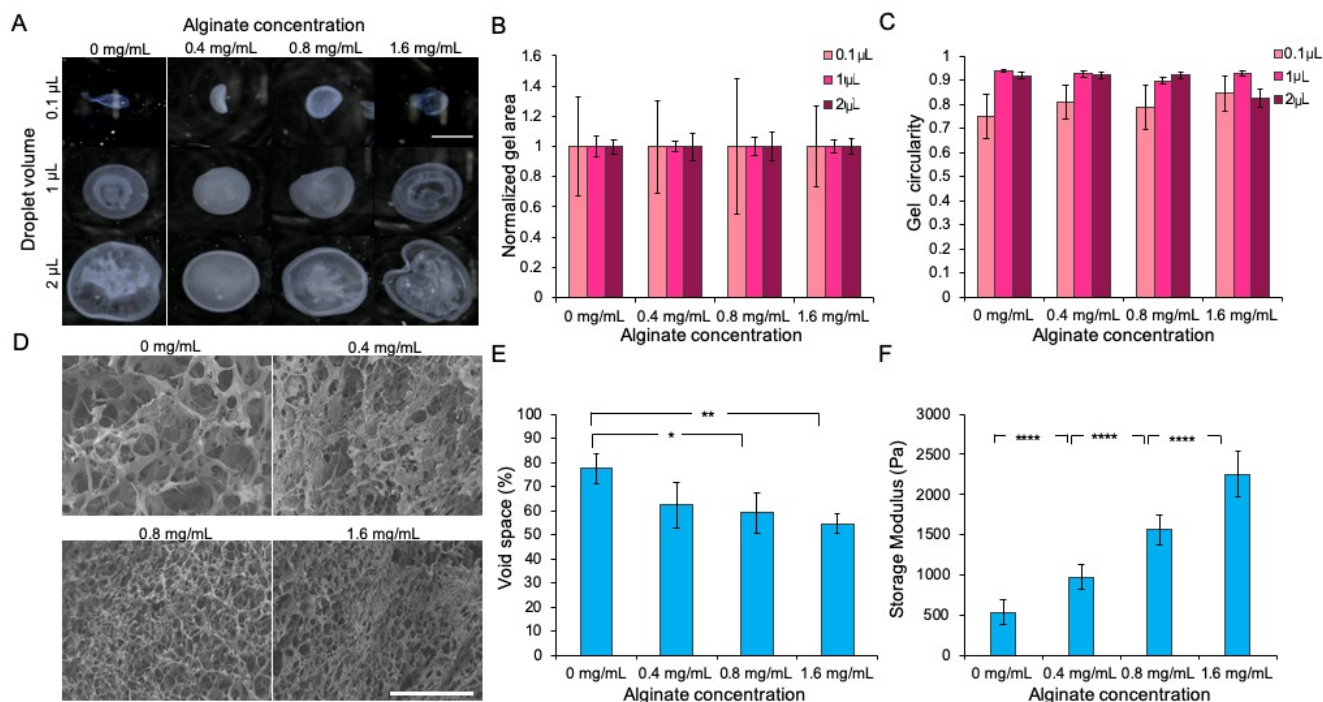 A
Alginate concentration
0 mg/mL 0.4 mg/mL 0.8 mg/mL 1.6 mg/mL
Droplet volume
0.1 µL
1 µL
2 µL
B
0.1µL
1µL
2µL
Normalized gel area
1.6
1.4
1.2
1
0.8
0.6
0.4
0.2
0
0 mg/mL 0.4 mg/mL 0.8 mg/mL 1.6 mg/mL
Alginate concentration
C
0.1µL
1µL
2µL
Gel circularity
1
0.9
0.8
0.7
0.6
0.5
0.4
0.3
0.2
0.1
0
0 mg/mL 0.4 mg/mL 0.8 mg/mL 1.6 mg/mL
Alginate concentration
D
0 mg/mL 0.4 mg/mL
0.8 mg/mL 1.6 mg/mL
E
**
*
Void space (%)
100
90
80
70
60
50
40
30
20
10
0
0 mg/mL 0.4 mg/mL 0.8 mg/mL 1.6 mg/mL
Alginate concentration
F
**** **** ****
Storage Modulus (Pa)
3000
2500
2000
1500
1000
500
0
0 mg/mL 0.4 mg/mL 0.8 mg/mL 1.6 mg/mL
Alginate concentration